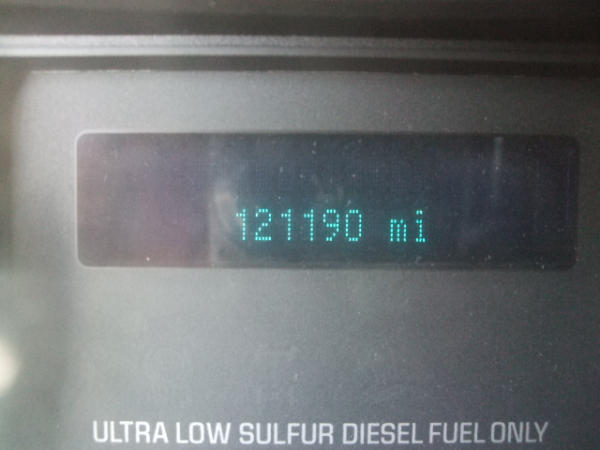 121190 mi
ULTRA LOW SULFUR DIESEL FUEL ONLY